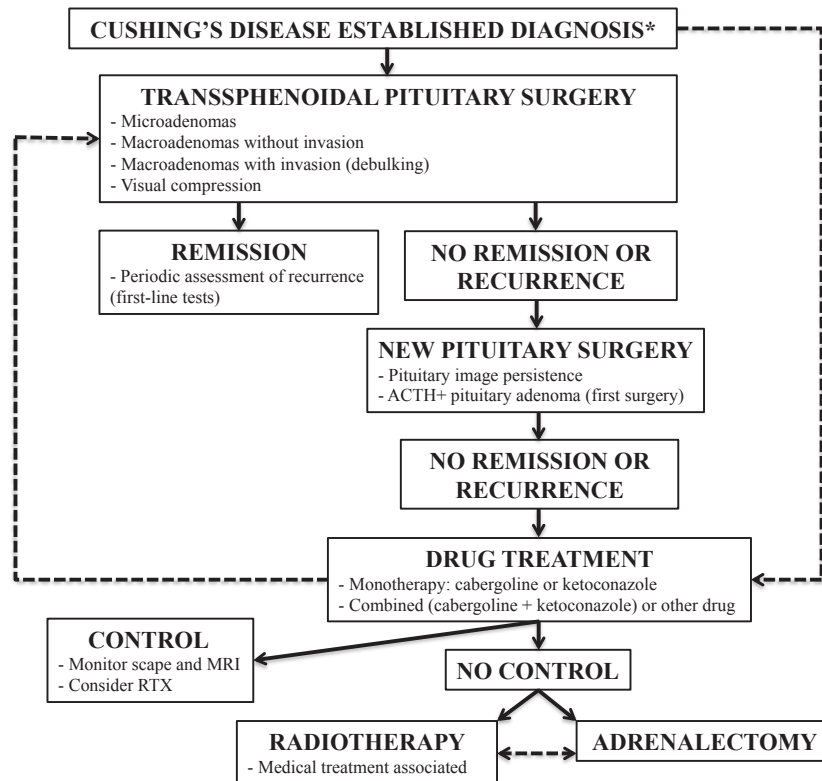 CUSHING'S DISEASE ESTABLISHED DIAGNOSIS*
TRANSSPHENOIDAL PITUITARY SURGERY
- Microadenomas
- Macroadenomas without invasion
- Macroadenomas with invasion (debulking)
- Visual compression
REMISSION
- Periodic assessment of recurrence
(first-line tests)
NO REMISSION OR
RECURRENCE
NEW PITUITARY SURGERY
- Pituitary image persistence
- ACTH+ pituitary adenoma (first surgery)
NO REMISSION OR
RECURRENCE
DRUG TREATMENT
- Monotherapy: cabergoline or ketoconazole
- Combined (cabergoline + ketoconazole) or other drug
CONTROL
- Monitor scape and MRI
- Consider RTX
NO CONTROL
RADIOTHERAPY
- Medical treatment associated
ADRENALECTOMY